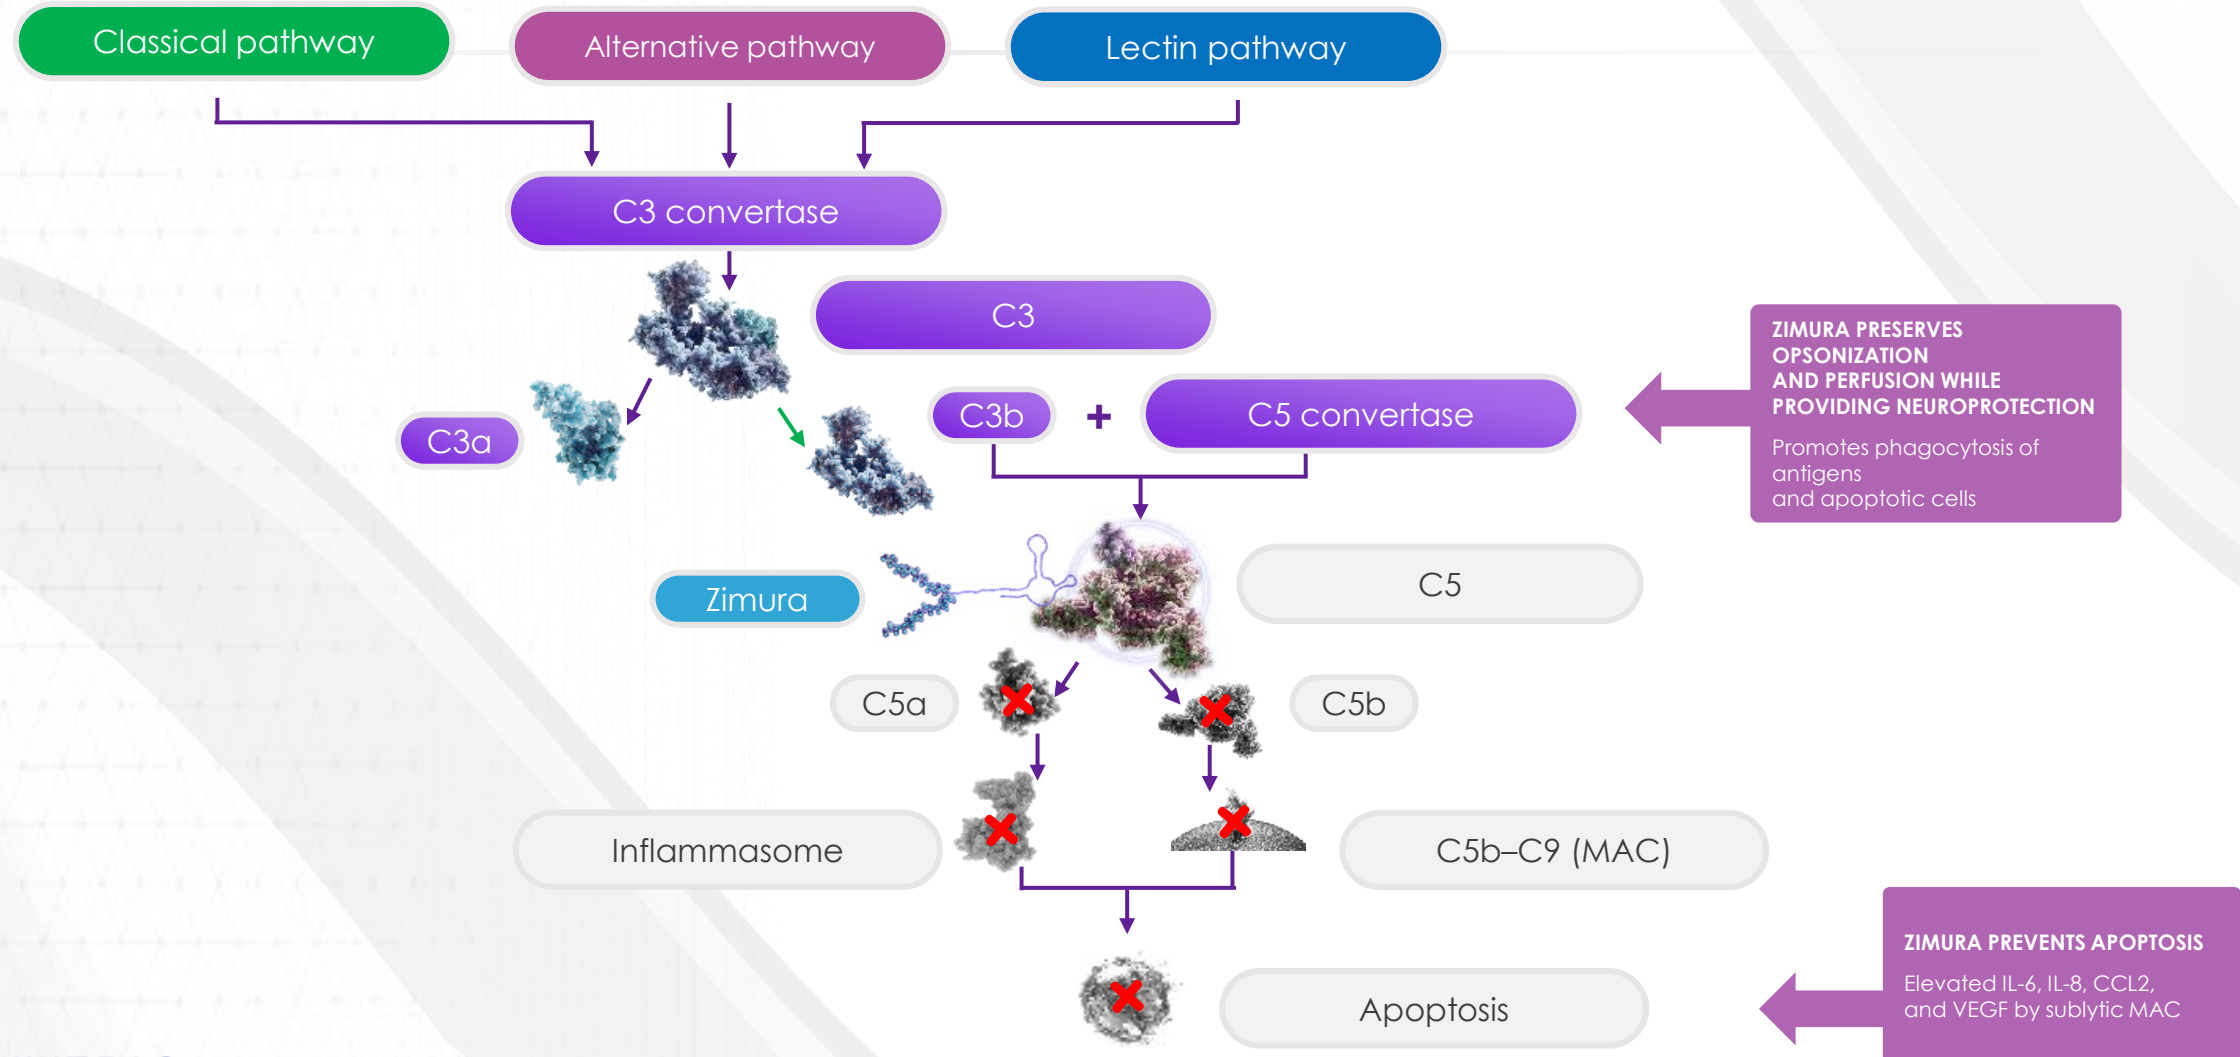 Classical pathway
Alternative pathway
Lectin pathway
C3 convertase
C3
C3a
C3b
+
C5 convertase
ZIMURA PRESERVES
OPSONIZATION
AND PERFUSION WHILE
PROVIDING NEUROPROTECTION
Promotes phagocytosis of
antigens
and apoptotic cells
Zimura
C5
C5a
C5b
Inflammasome
C5b–C9 (MAC)
Apoptosis
ZIMURA PREVENTS APOPTOSIS
Elevated IL-6, IL-8, CCL2,
and VEGF by sublytic MAC